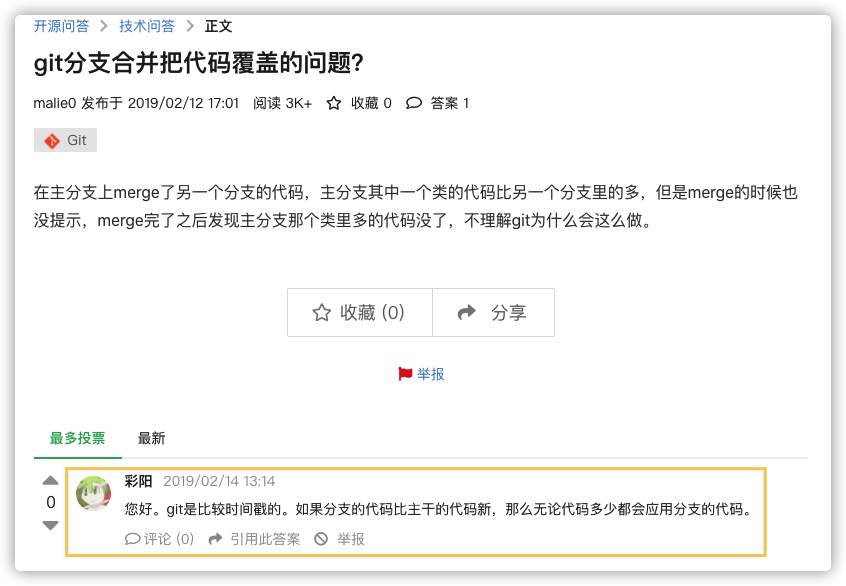 开源问答 > 技术问答 > 正文
git分支合并把代码覆盖的问题?
malie0 发布于 2019/02/12 17:01 阅读 3K+ 收藏 0 答案 1
Git
在主分支上merge了另一个分支的代码，主分支其中一个类的代码比另一个分支里的多，但是merge的时候也
没提示，merge完了之后发现主分支那个类里多的代码没了，不理解git为什么会这么做。
收藏 (0) 分享
举报
最多投票 最新
彩阳 2019/02/14 13:14
0
您好。git是比较时间戳的。如果分支的代码比主干的代码新，那么无论代码多少都会应用分支的代码。
评论 (0) 引用此答案 举报